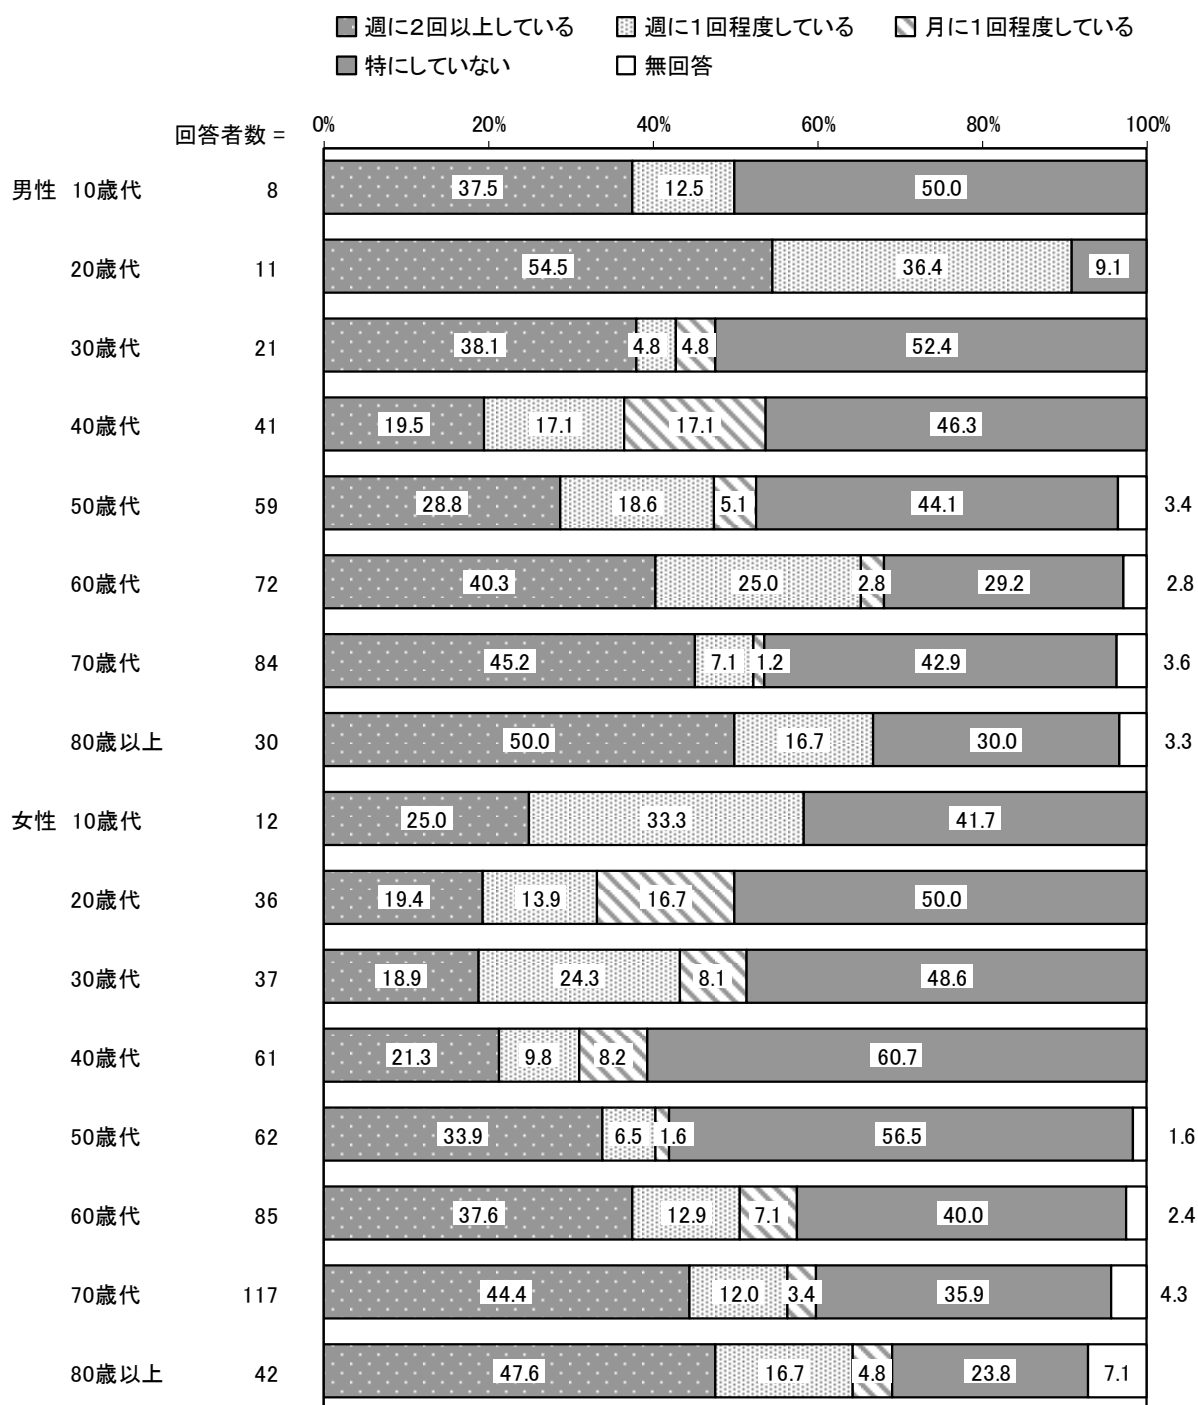 週に２回以上している 週に１回程度している 月に１回程度している
特にしていない 無回答
回答者数 = 0% 20% 40% 60% 80% 100%
男性 10歳代 8 37.5 12.5 50.0
20歳代 11 54.5 36.4 9.1
30歳代 21 38.1 4.8 4.8 52.4
40歳代 41 19.5 17.1 17.1 46.3
50歳代 59 28.8 18.6 5.1 44.1 3.4
60歳代 72 40.3 25.0 2.8 29.2 2.8
70歳代 84 45.2 7.1 1.2 42.9 3.6
80歳以上 30 50.0 16.7 30.0 3.3
女性 10歳代 12 25.0 33.3 41.7
20歳代 36 19.4 13.9 16.7 50.0
30歳代 37 18.9 24.3 8.1 48.6
40歳代 61 21.3 9.8 8.2 60.7
50歳代 62 33.9 6.5 1.6 56.5 1.6
60歳代 85 37.6 12.9 7.1 40.0 2.4
70歳代 117 44.4 12.0 3.4 35.9 4.3
80歳以上 42 47.6 16.7 4.8 23.8 7.1